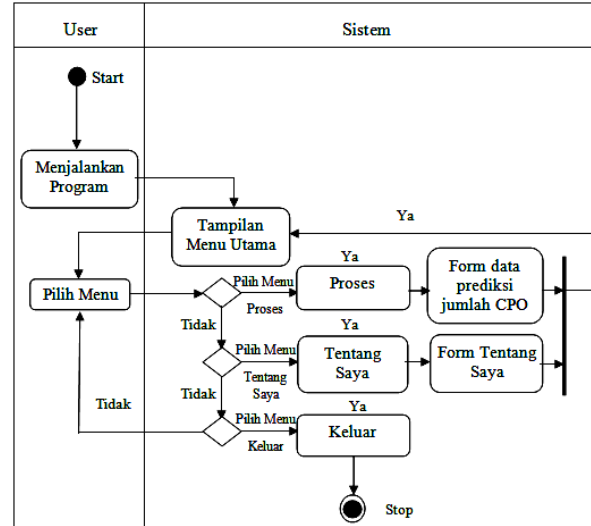 User
Sistem
Start
Menjalankan
Program
Tampilan
Menu Utama
Ya
Pilih Menu
Pilih Menu
Proses
Ya
Proses
Form data
prediksi
jumlah CPO
Tidak
Pilih Menu
Tentang
Saya
Ya
Tentang
Saya
Form Tentang
Saya
Tidak
Tidak
Pilih Menu
Keluar
Ya
Keluar
Stop